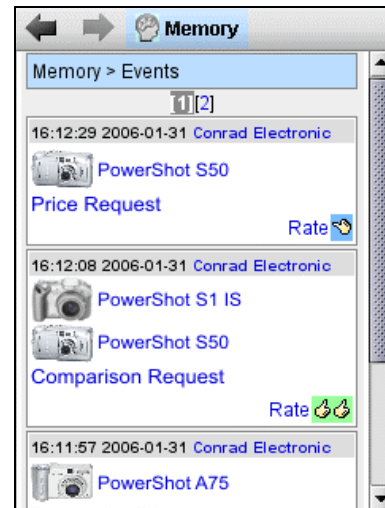 Memory
Memory > Events
[1][2]
16:12:29 2006-01-31 Conrad Electronic
PowerShot S50
Price Request
Rate
16:12:08 2006-01-31 Conrad Electronic
PowerShot S1 IS
PowerShot S50
Comparison Request
Rate
16:11:57 2006-01-31 Conrad Electronic
PowerShot A75